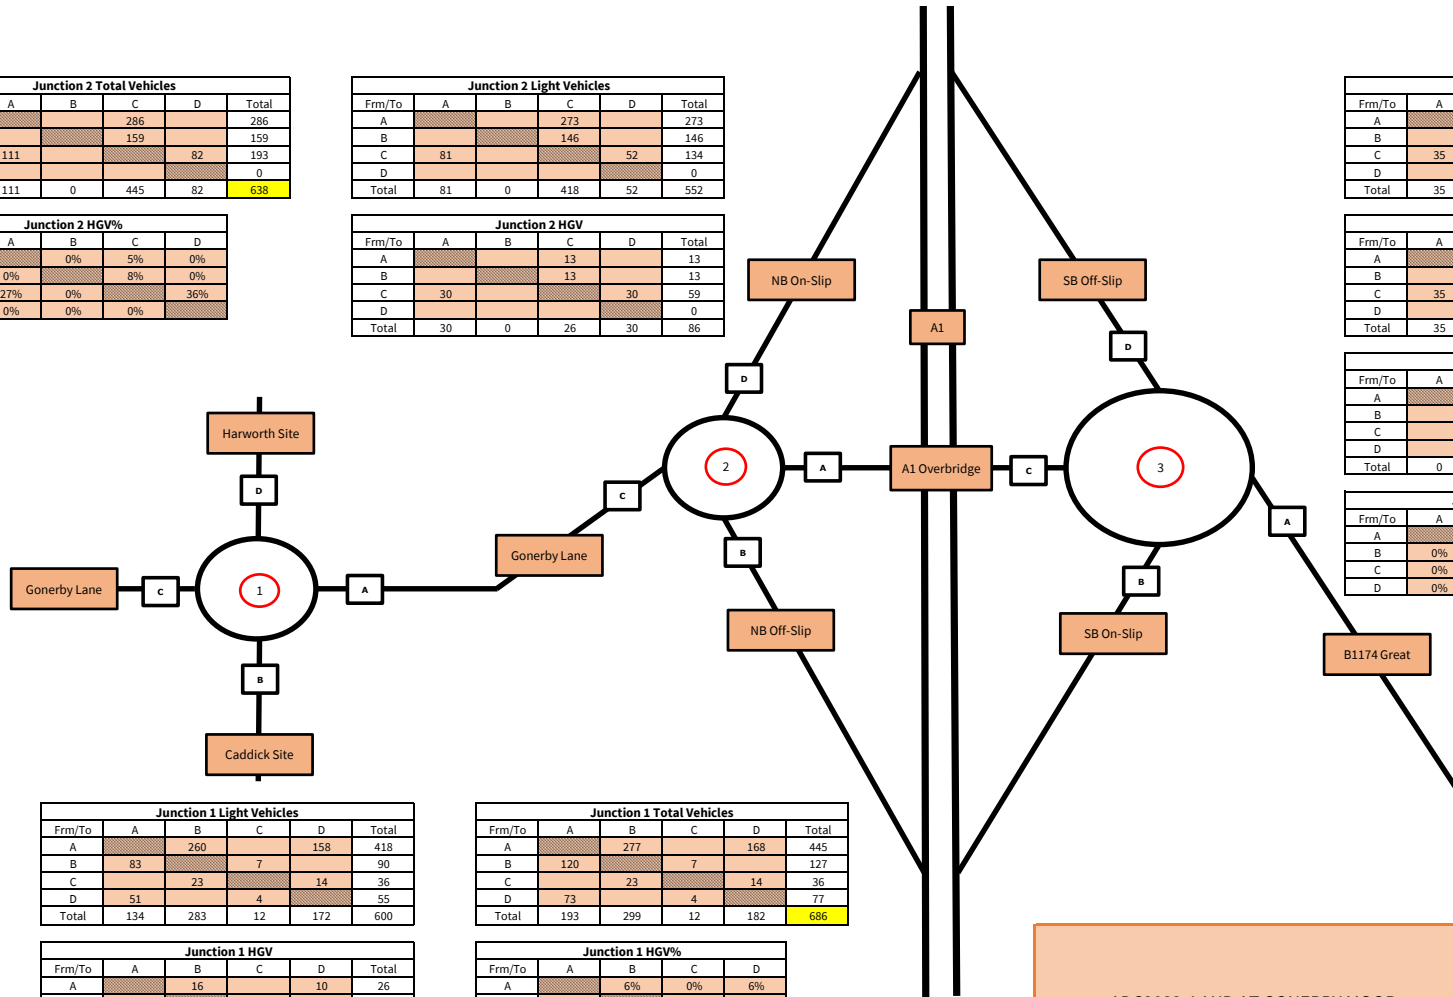 Junction 2 Total Vehicles
A B C D Total
286 286
159 159
111 82 193
0
111 0 445 82 638
Junction 2 HGV%
A B C D
0% 5% 0%
0% 8% 0%
27% 0% 36%
0% 0% 0%
Junction 2 Light Vehicles
Frm/To A B C D Total
A 273 273
B 146 146
C 81 52 134
D 0
Total 81 0 418 52 552
Junction 2 HGV
Frm/To A B C D Total
A 13 13
B 13 13
C 30 30 59
D 0
Total 30 0 26 30 86
Frm/To A
A
B
C 35
D
Total 35
Frm/To A
A
B
C 35
D
Total 35
Frm/To A
A
B
C
D
Total 0
Frm/To A
A
B 0%
C 0%
D 0%
NB On-Slip
SB Off-Slip
A1
D
D
Harworth Site
D
2
A
A1 Overbridge
C
3
C
A
Gonerby Lane
B
Gonerby Lane
C
1
A
B
NB Off-Slip
SB On-Slip
B1174 Great
B
Caddick Site
Junction 1 Light Vehicles
Frm/To A B C D Total
A 260 158 418
B 83 7 90
C 23 14 36
D 51 4 55
Total 134 283 12 172 600
Junction 1 Total Vehicles
Frm/To A B C D Total
A 277 168 445
B 120 7 127
C 23 14 36
D 73 4 77
Total 193 299 12 182 686
Junction 1 HGV
Frm/To A B C D Total
A 16 10 26
Junction 1 HGV%
Frm/To A B C D
A 6% 0% 6%